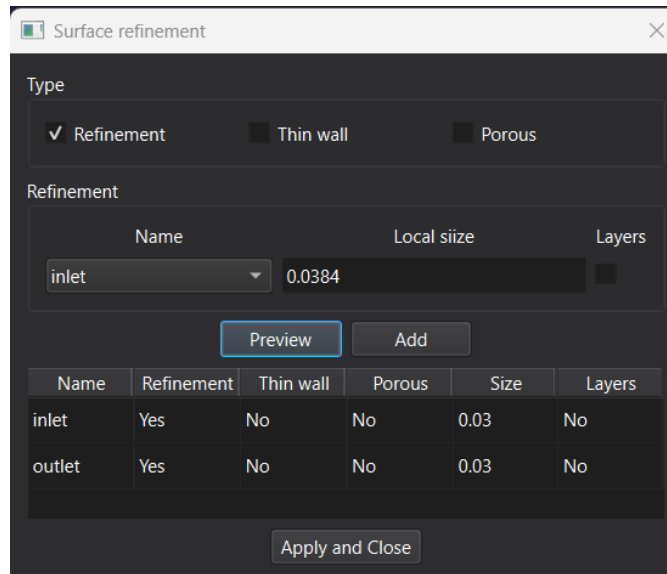 Surface refinement
Type
Refinement Thin wall Porous
Refinement
Name Local siize Layers
inlet 0.0384
Preview Add
Name Refinement Thin wall Porous Size Layers
inlet Yes No No 0.03 No
outlet Yes No No 0.03 No
Apply and Close